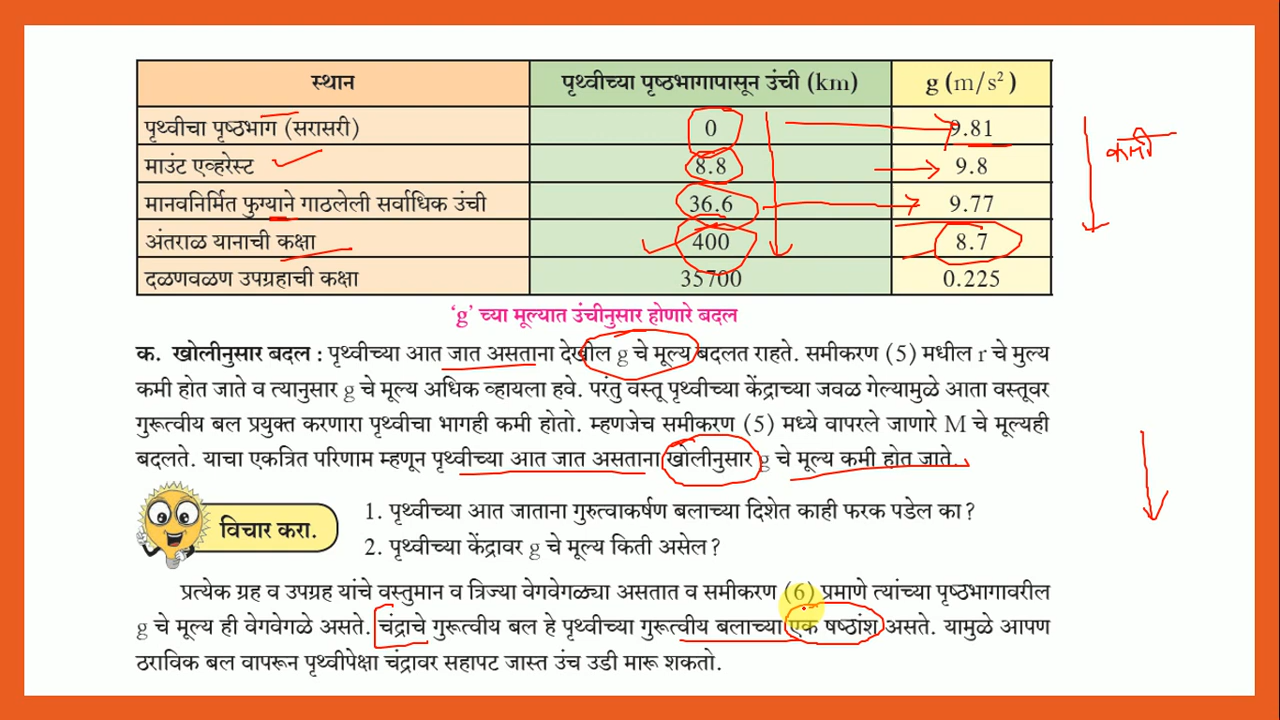 स्थान पृथ्वीच्या पृष्ठभागापासून उंची (km) g (m/s²)
पृथ्वीचा पृष्ठभाग (सरासरी) 0 9.81
माउंट एव्हरेस्ट 8.8 9.8
मानवनिर्मित फुग्याने गाठलेली सर्वाधिक उंची 36.6 9.77
अंतराळ यानाची कक्षा 400 8.7
दळणवळण उपग्रहाची कक्षा 35700 0.225
कमी
‘g’ च्या मूल्यात उंचीनुसार होणारे बदल
क. खोलीनुसार बदल : पृथ्वीच्या आत जात असताना देखील g चे मूल्य बदलत राहते. समीकरण (5) मधील r चे मुल्य
कमी होत जाते व त्यानुसार g चे मूल्य अधिक व्हायला हवे. परंतु वस्तू पृथ्वीच्या केंद्राच्या जवळ गेल्यामुळे आता वस्तूवर
गुरूत्वीय बल प्रयुक्त करणारा पृथ्वीचा भागही कमी होतो. म्हणजेच समीकरण (5) मध्ये वापरले जाणारे M चे मूल्यही
बदलते. याचा एकत्रित परिणाम म्हणून पृथ्वीच्या आत जात असताना खोलीनुसार g चे मूल्य कमी होत जाते.
विचार करा.
1. पृथ्वीच्या आत जाताना गुरुत्वाकर्षण बलाच्या दिशेत काही फरक पडेल का?
2. पृथ्वीच्या केंद्रावर g चे मूल्य किती असेल?
प्रत्येक ग्रह व उपग्रह यांचे वस्तुमान व त्रिज्या वेगवेगळ्या असतात व समीकरण (6) प्रमाणे त्यांच्या पृष्ठभागावरील
g चे मूल्य ही वेगवेगळे असते. चंद्राचे गुरूत्वीय बल हे पृथ्वीच्या गुरूत्वीय बलाच्या एक षष्ठांश असते. यामुळे आपण
ठराविक बल वापरून पृथ्वीपेक्षा चंद्रावर सहापट जास्त उंच उडी मारू शकतो.